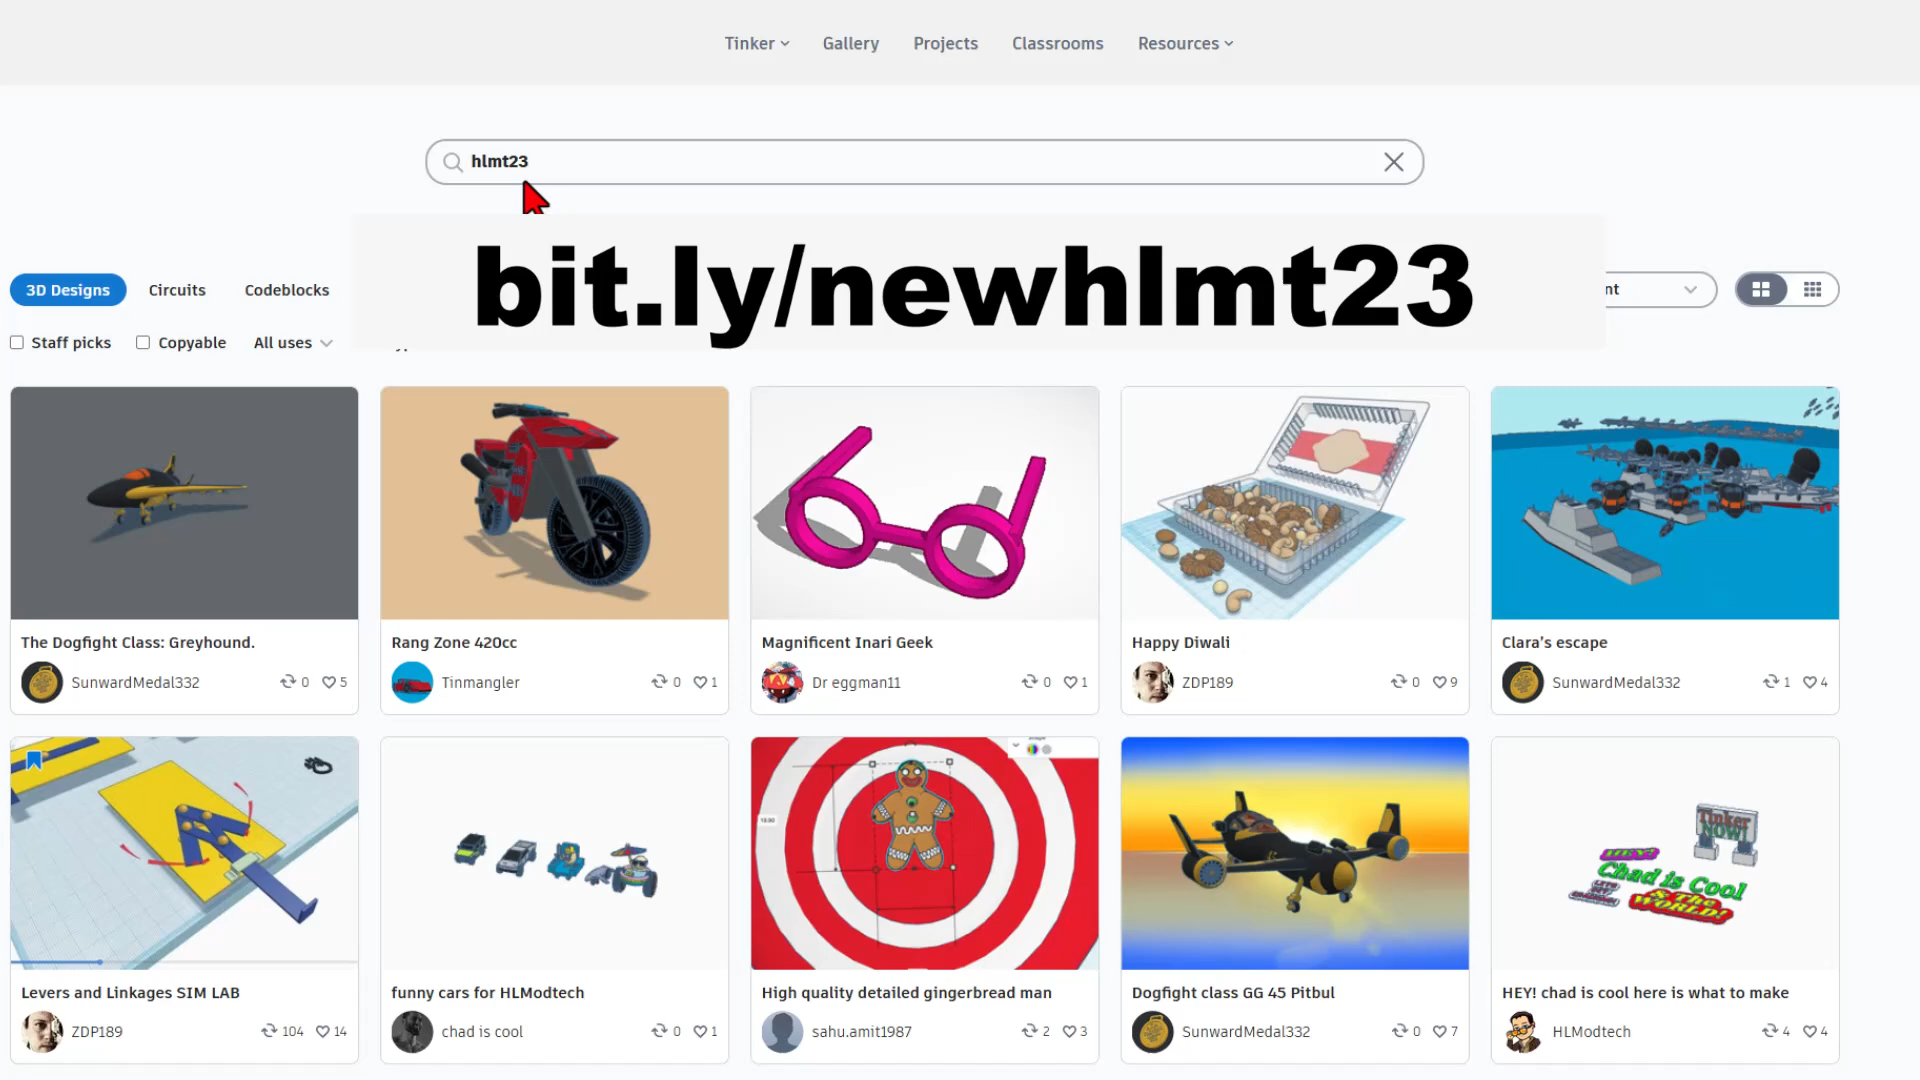 Tinker Gallery Projects Classrooms Resources
hlmt23
bit.ly/newhlmt23
3D Designs Circuits Codeblocks
nt
Staff picks Copyable All uses
The Dogfight Class: Greyhound.
SunwardMedal332 0 5
Rang Zone 420cc
Tinmangler 0 1
Magnificent Inari Geek
Dr eggman11 0 1
Happy Diwali
ZDP189 0 9
Clara's escape
SunwardMedal332 1 4
Tinker
NOW!
HEY!
Chad is Cool
& The
WORLD!
Levers and Linkages SIM LAB
ZDP189 104 14
funny cars for HLModtech
chad is cool 0 1
High quality detailed gingerbread man
sahu.amit1987 2 3
Dogfight class GG 45 Pitbul
SunwardMedal332 0 7
HEY! chad is cool here is what to make
HLModtech 4 4